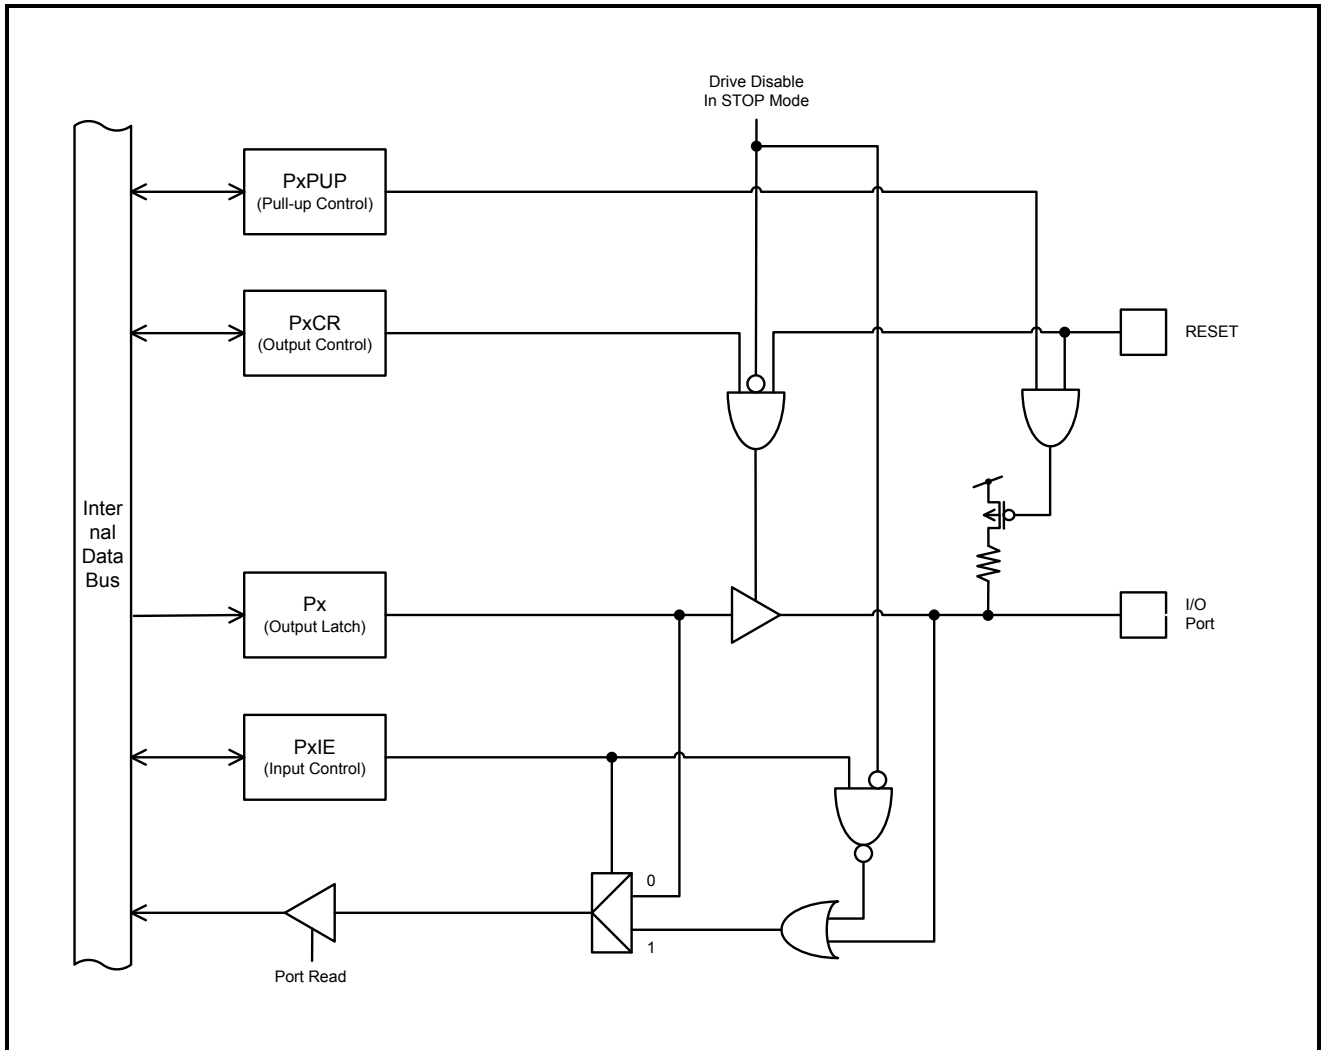 Drive Disable
In STOP Mode
PxPUP
(Pull-up Control)
PxCR
(Output Control)
RESET
Inter
nal
Data
Bus
Px
(Output Latch)
I/O
Port
PxIE
(Input Control)
0
1
Port Read